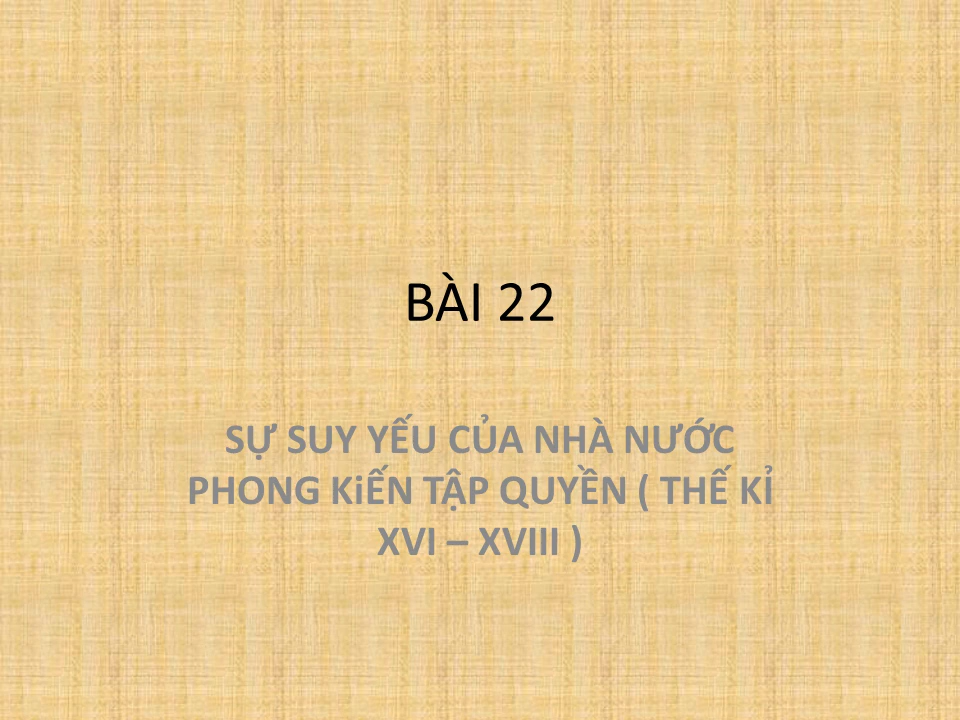 BÀI 22
SỰ SUY YẾU CỦA NHÀ NƯỚC
PHONG KiẾN TẬP QUYỀN ( THẾ KỈ
XVI – XVIII )